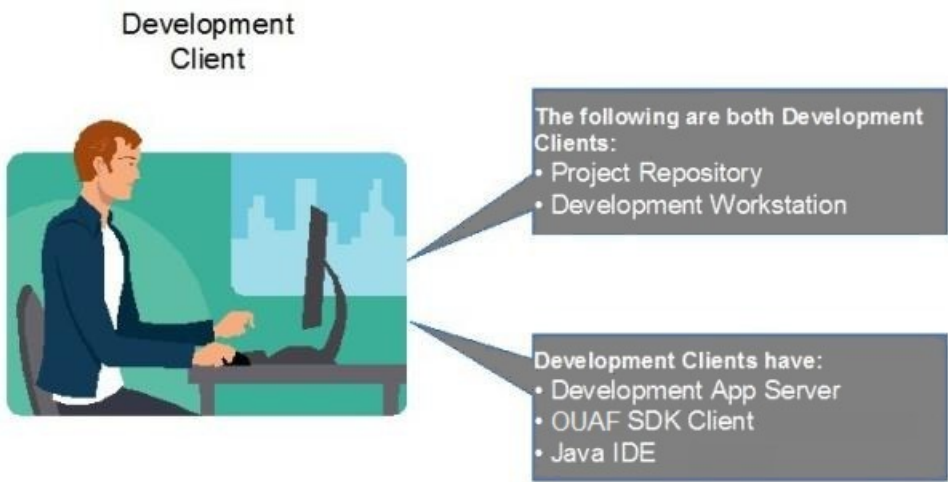 Development
Client
The following are both Development
Clients:
• Project Repository
• Development Workstation
Development Clients have:
• Development App Server
• OUAF SDK Client
• Java IDE